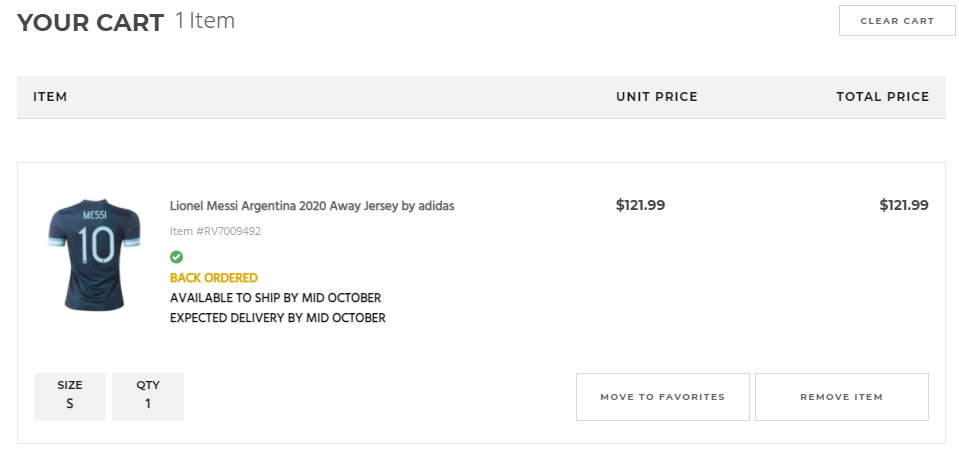 YOUR CART 1 Item
CLEAR CART
ITEM UNIT PRICE TOTAL PRICE
MESSI
10
Lionel Messi Argentina 2020 Away Jersey by adidas
$121.99
$121.99
Item #RV7009492
BACK ORDERED
AVAILABLE TO SHIP BY MID OCTOBER
EXPECTED DELIVERY BY MID OCTOBER
SIZE
S
QTY
1
MOVE TO FAVORITES
REMOVE ITEM